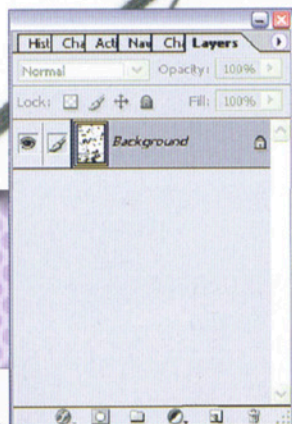 Hist Cha Acti Nav Cha Layers
Normal Opacity: 100%
Lock: Fill: 100%
Background